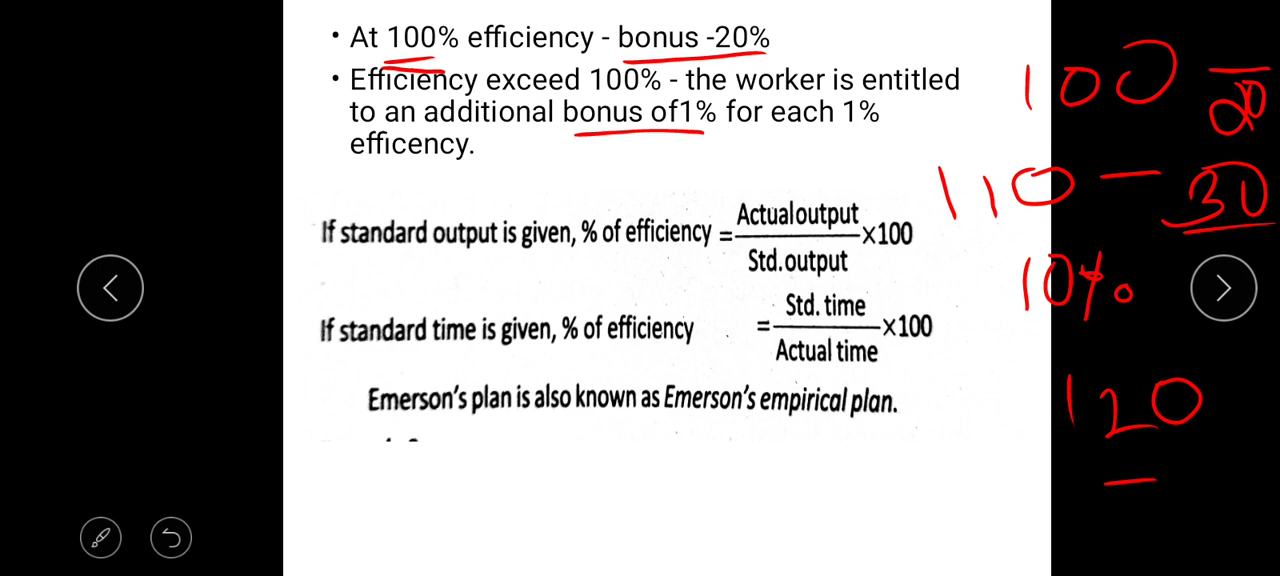 • At 100% efficiency - bonus -20%
• Efficiency exceed 100% - the worker is entitled
to an additional bonus of1% for each 1%
efficency.
If standard output is given, % of efficiency = Actual output / Std. output ×100
If standard time is given, % of efficiency = Std. time / Actual time ×100
Emerson's plan is also known as Emerson's empirical plan.
100 – 20
110 – 30
10%
120 –